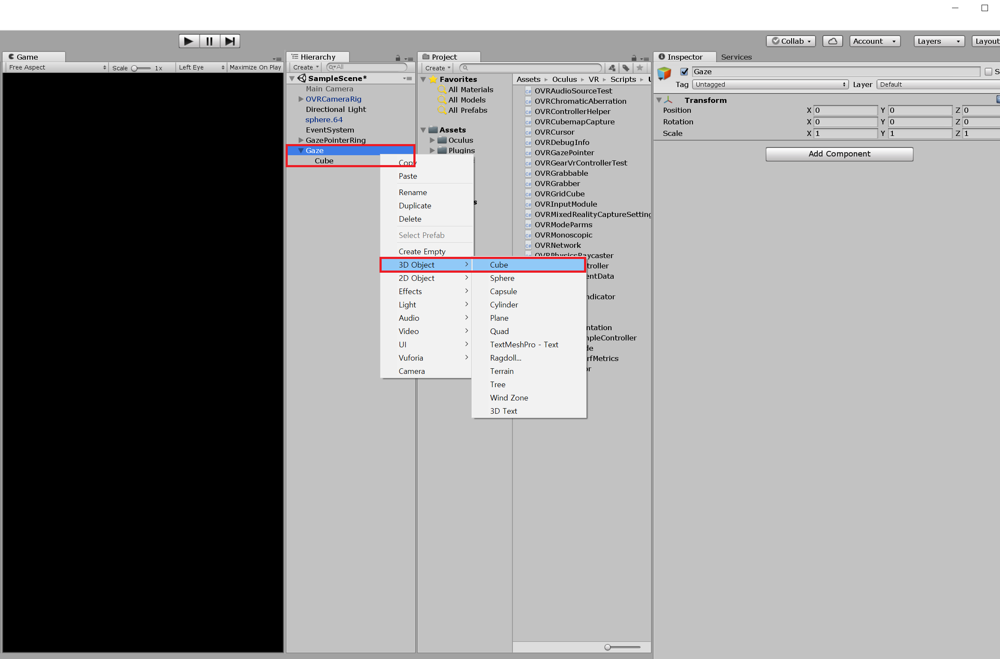 Collab
Account
Layers
Layout
Game
Free Aspect
Scale
1x
Left Eye
Maximize On Play
Hierarchy
Create
All
SampleScene*
Main Camera
OVRCameraRig
Directional Light
sphere.64
EventSystem
GazePointerRing
Gaze
Cube
Project
Create
Favorites
All Materials
All Models
All Prefabs
Assets
Oculus
Plugins
s
Assets
Oculus
VR
Scripts
OVRAudioSourceTest
OVRChromaticAberration
OVRControllerHelper
OVRCubemapCapture
OVRCursor
OVRDebugInfo
OVRGazePointer
OVRGearVrControllerTest
OVRGrabbable
OVRGrabber
OVRGridCube
OVRInputModule
OVRMixedRealityCaptureSetting
OVRModeParms
OVRMonoscopic
OVRNetwork
OVRPhysicsRaycaster
troller
entData
ndicator
ntation
mpleController
de
rfMetrics
or
Copy
Paste
Rename
Duplicate
Delete
Select Prefab
Create Empty
3D Object
2D Object
Effects
Light
Audio
Video
UI
Vuforia
Camera
Cube
Sphere
Capsule
Cylinder
Plane
Quad
TextMeshPro - Text
Ragdoll...
Terrain
Tree
Wind Zone
3D Text
Inspector
Services
Gaze
S
Tag
Untagged
Layer
Default
Transform
Position X 0 Y 0 Z 0
Rotation X 0 Y 0 Z 0
Scale X 1 Y 1 Z 1
Add Component